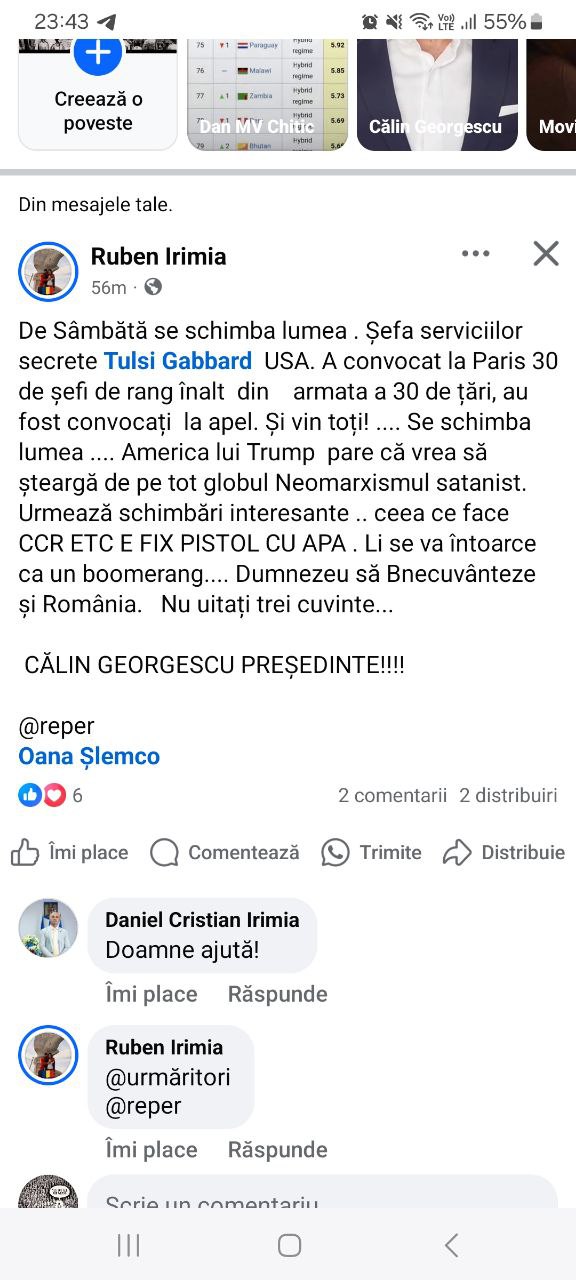 23:43
Vo))
LTE
55%
Creează o
poveste
75 ▼1 Paraguay Hybrid regime 5.92
76 – Malawi Hybrid regime 5.85
77 ▲1 Zambia Hybrid regime 5.73
78 ▼1 Hybrid regime 5.69
79 ▲2 Bhutan Hybrid
Dan MV Chitic
Călin Georgescu
Movi
Din mesajele tale.
Ruben Irimia
56m ·
De Sâmbătă se schimba lumea . Șefa serviciilor
secrete Tulsi Gabbard  USA. A convocat la Paris 30
de șefi de rang înalt  din    armata a 30 de țări, au
fost convocați  la apel. Și vin toți! .... Se schimba
lumea .... America lui Trump  pare că vrea să
șteargă de pe tot globul Neomarxismul satanist.
Urmează schimbări interesante .. ceea ce face
CCR ETC E FIX PISTOL CU APA . Li se va întoarce
ca un boomerang.... Dumnezeu să Bnecuvânteze
și România.   Nu uitați trei cuvinte...
CĂLIN GEORGESCU PREȘEDINTE!!!!
@reper
Oana Șlemco
6
2 comentarii  2 distribuiri
Îmi place
Comentează
Trimite
Distribuie
Daniel Cristian Irimia
Doamne ajută!
Îmi place  Răspunde
Ruben Irimia
@urmăritori
@reper
Îmi place  Răspunde
Scrie un comentariu